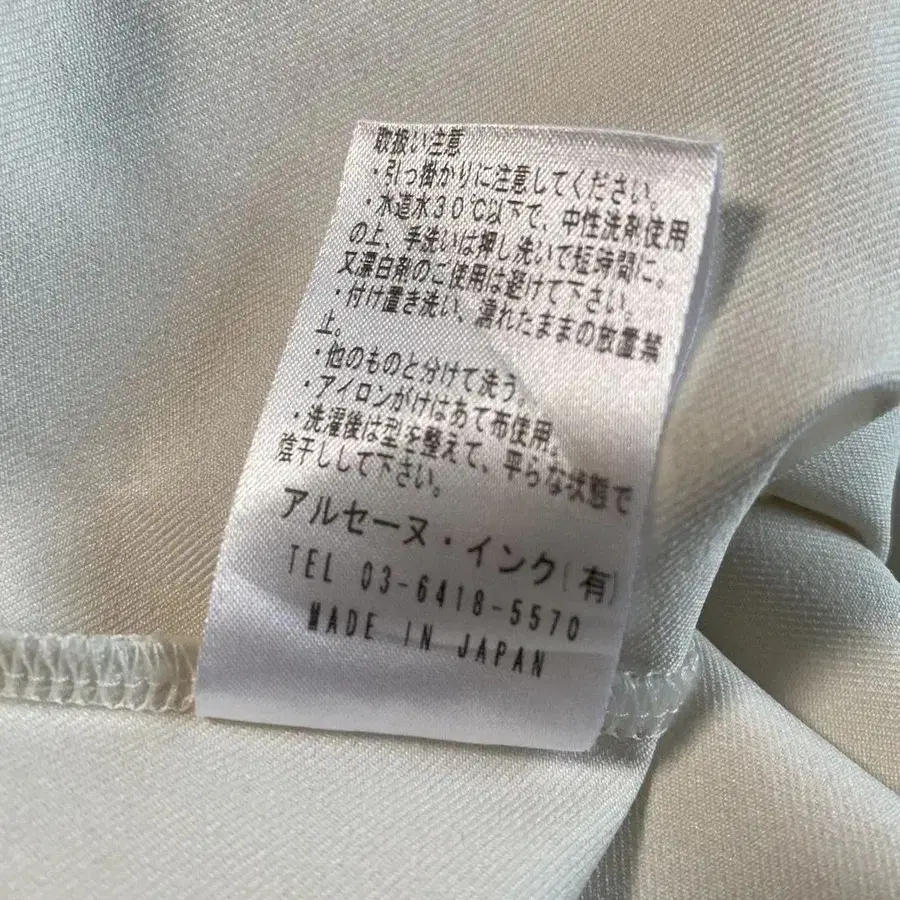 取扱い注意
・引っ掛かりに注意してください。
・水道水30℃以下で、中性洗剤使用
の上、手洗いは押し洗いで短時間に。
又漂白剤のご使用は避けて下さい。
・付け置き洗い、濡れたままの放置禁
止。
・他のものと分けて洗う。
・アイロンがけはあて布使用。
・洗濯後は型を整えて、平らな状態で
陰干しして下さい。
アルセーヌ・インク(有)
TEL 03-6418-5570
MADE IN JAPAN